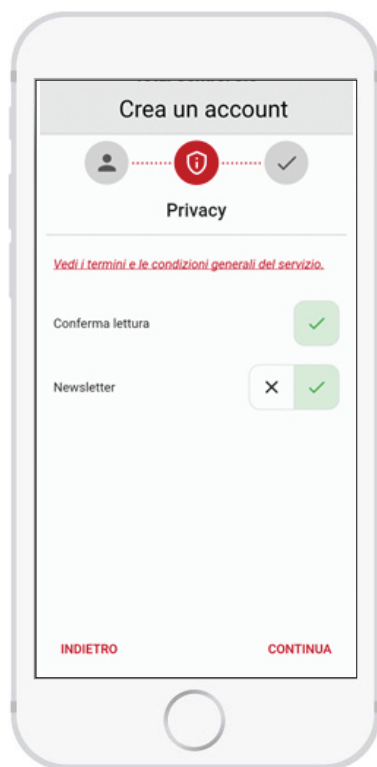 Crea un account
Privacy
Vedi i termini e le condizioni generali del servizio.
Conferma lettura
Newsletter
INDIETRO
CONTINUA